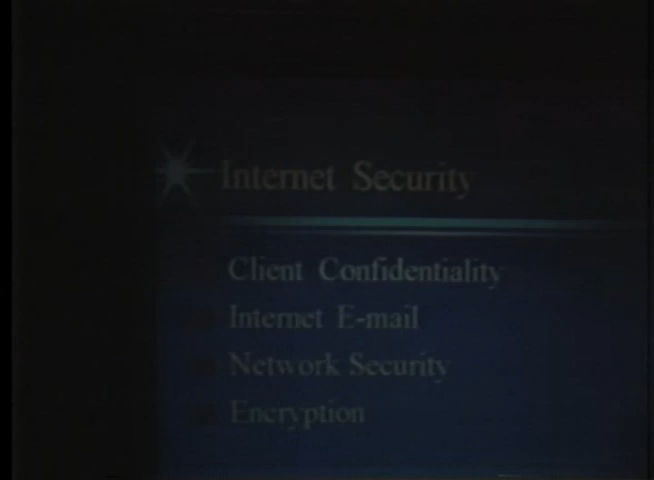 Internet Security
Client Confidentiality
Internet E-mail
Network Security
Encryption